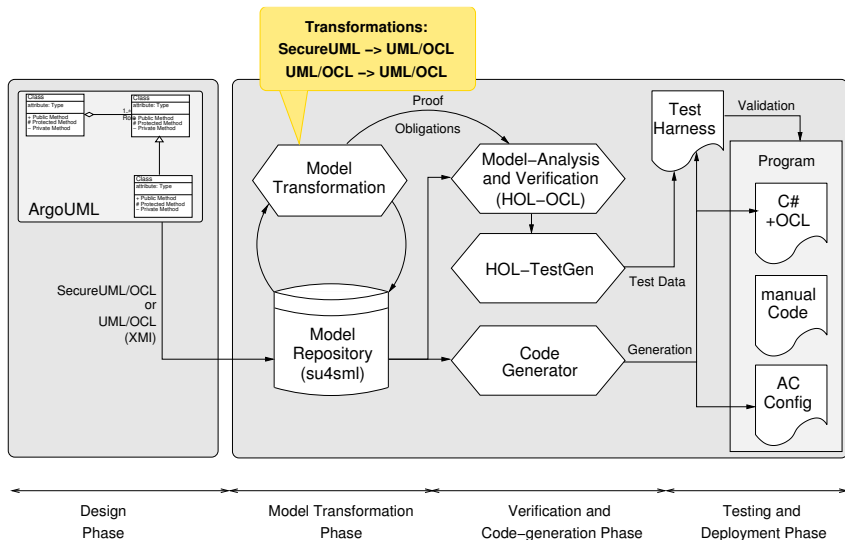 Transformations:
SecureUML −> UML/OCL
UML/OCL −> UML/OCL
Class
attribute: Type
+ Public Method
# Protected Method
− Private Method
1..*
Role
Class
attribute: Type
+ Public Method
# Protected Method
− Private Method
Class
attribute: Type
+ Public Method
# Protected Method
− Private Method
ArgoUML
SecureUML/OCL
or
UML/OCL
(XMI)
Proof
Obligations
Model
Transformation
Model
Repository
(su4sml)
Model−Analysis
and Verification
(HOL−OCL)
HOL−TestGen
Code
Generator
Test Data
Generation
Test
Harness
Validation
Program
C#
+OCL
manual
Code
AC
Config
Design
Phase
Model Transformation
Phase
Verification and
Code−generation Phase
Testing and
Deployment Phase